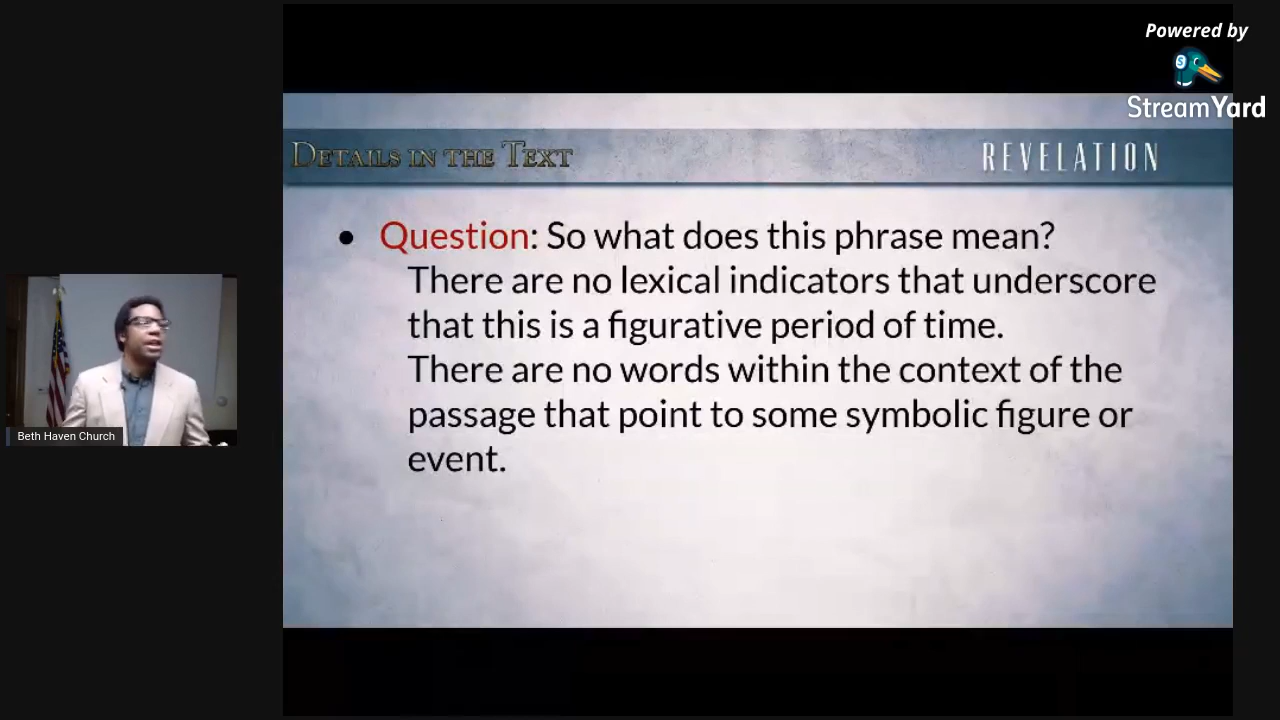 Powered by
StreamYard
DETAILS IN THE TEXT
REVELATION
• Question: So what does this phrase mean?
There are no lexical indicators that underscore
that this is a figurative period of time.
There are no words within the context of the
passage that point to some symbolic figure or
event.
Beth Haven Church